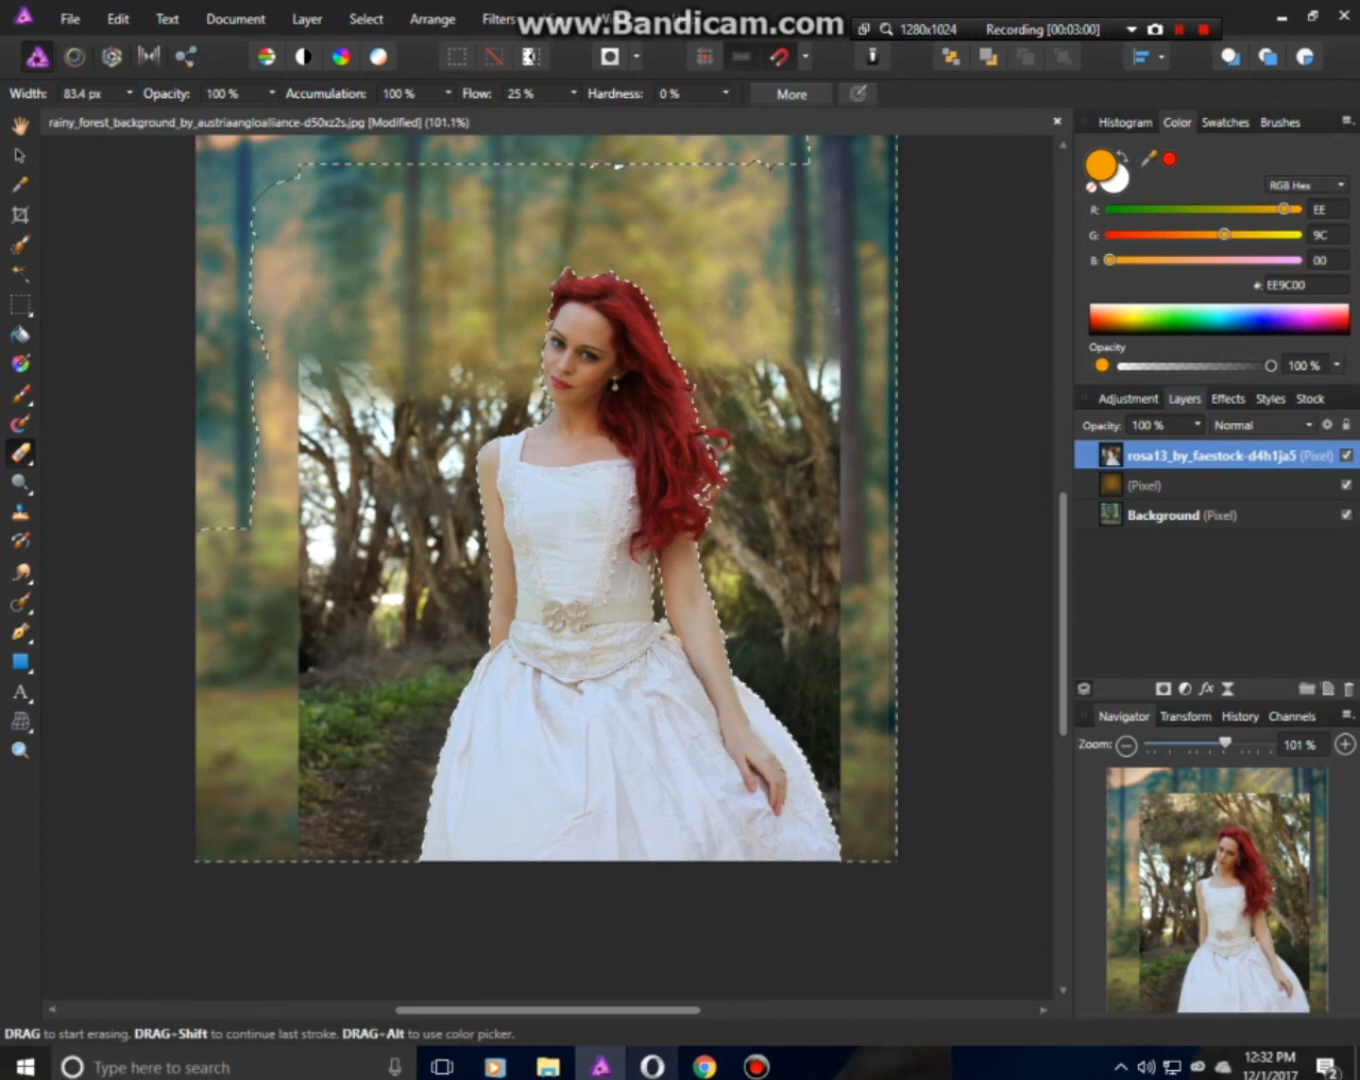 File Edit Text Document Layer Select Arrange Filters
www.Bandicam.com
1280x1024 Recording [00:03:00]
Width: 83.4 px Opacity: 100 % Accumulation: 100 % Flow: 25 % Hardness: 0 % More
rainy_forest_background_by_austriaangloalliance-d50xz2s.jpg [Modified] (101.1%)
Histogram Color Swatches Brushes
RGB Hex
R: EE
G: 9C
B: 00
#: EE9C00
Opacity
100 %
Adjustment Layers Effects Styles Stock
Opacity: 100 % Normal
rosa13_by_faestock-d4h1ja5 (Pixel)
(Pixel)
Background (Pixel)
fx
Navigator Transform History Channels
Zoom: 101 %
A
DRAG to start erasing. DRAG+Shift to continue last stroke. DRAG+Alt to use color picker.
Type here to search
12:32 PM
12/1/2017
2